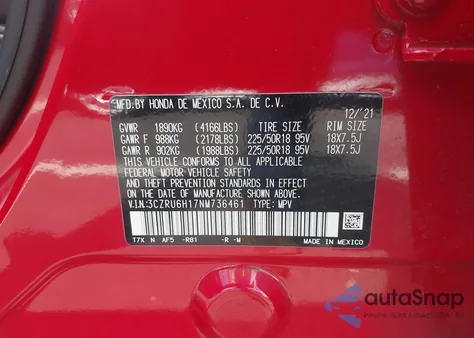 MFD.BY HONDA DE MEXICO S.A. DE C.V.
12/'21
GVWR 1890KG (4166LBS) TIRE SIZE RIM SIZE
GAWR F 988KG (2178LBS) 225/50R18 95V 18X7.5J
GAWR R 902KG (1988LBS) 225/50R18 95V 18X7.5J
THIS VEHICLE CONFORMS TO ALL APPLICABLE
FEDERAL MOTOR VEHICLE SAFETY STANDARDS IN
EFFECT ON THE DATE OF MANUFACTURE
SHOWN ABOVE.
V.I.N:3CZRU6H17NM736461 TYPE: MPV
T7X N AF5 -R81 -R -M MADE IN MEXICO
autoSnap